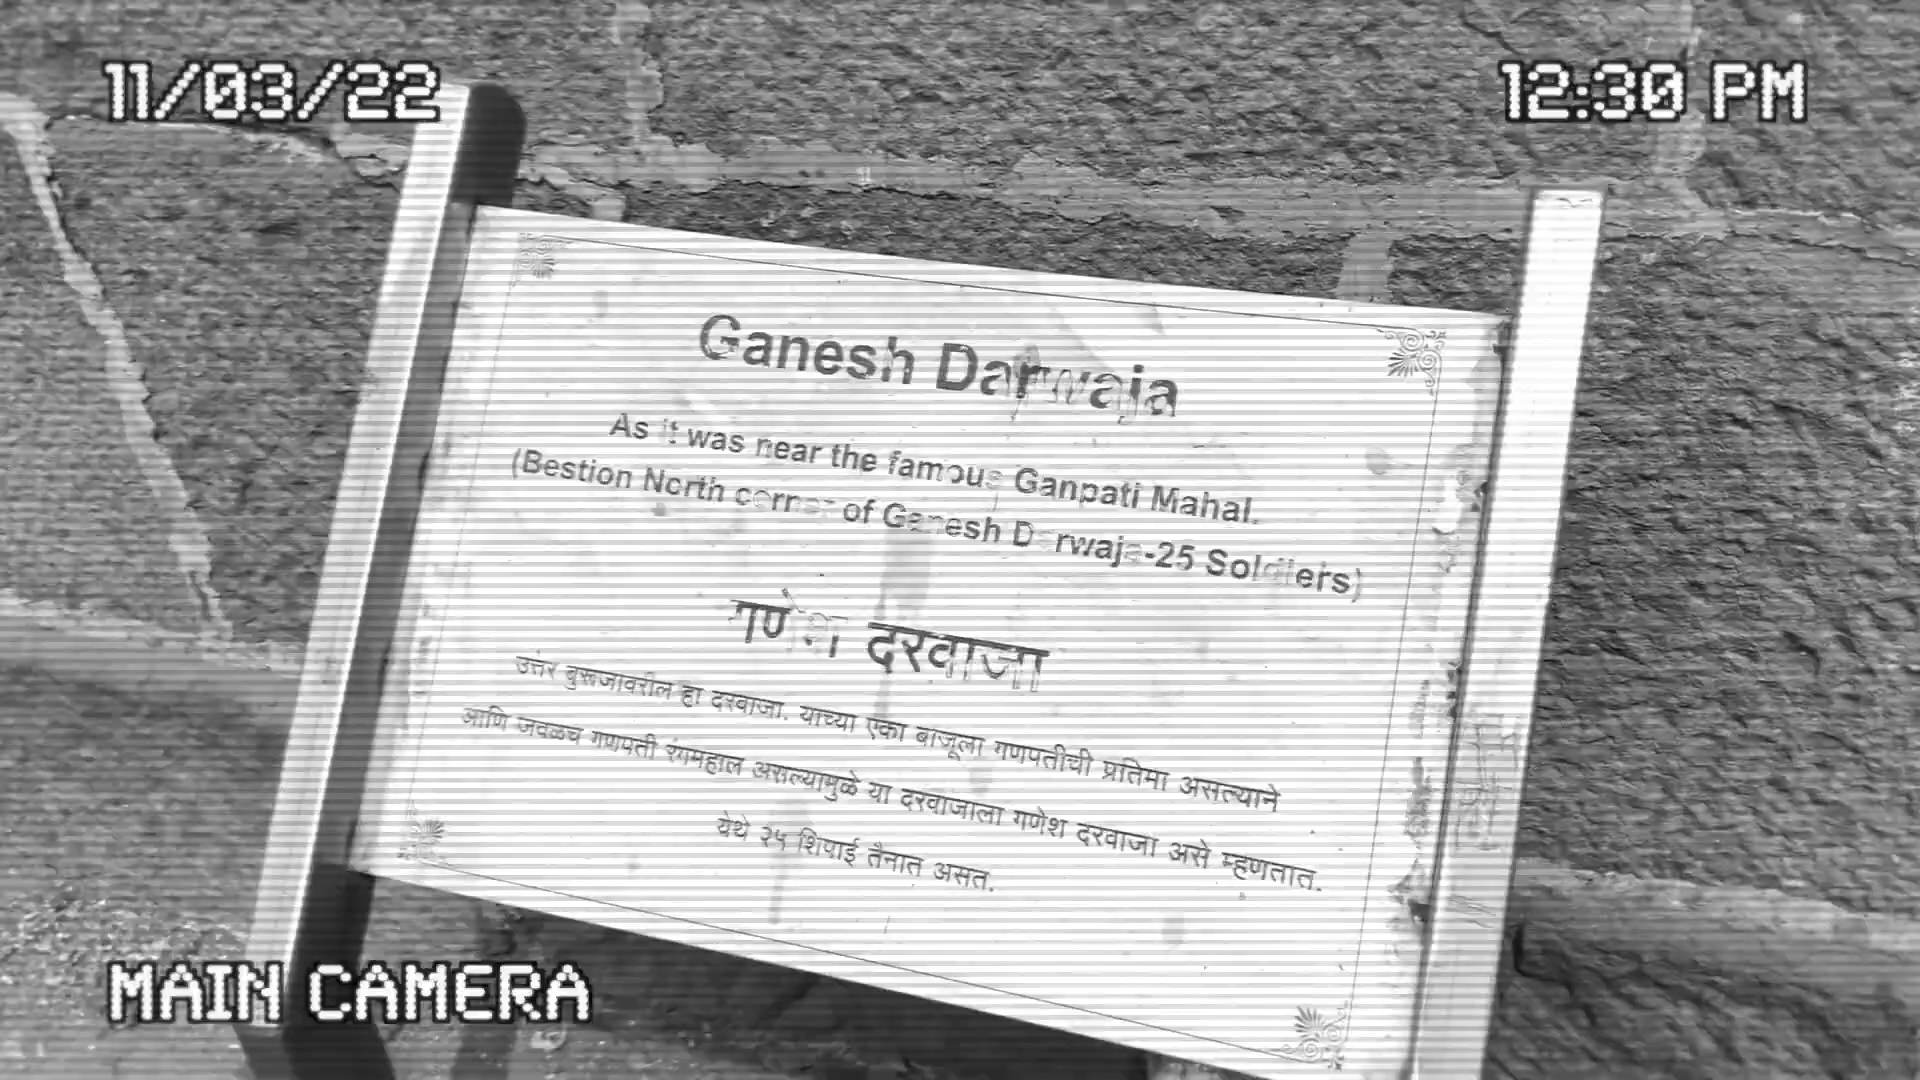 11/03/22
12:30 PM
Ganesh Darwaja
As it was near the famous Ganpati Mahal.
(Bestion North corner of Ganesh Darwaja-25 Soldiers)
गणेश दरवाजा
उत्तर बुरूजावरील हा दरवाजा. याच्या एका बाजूला गणपतीची प्रतिमा असल्याने
आणि जवळच गणपती रंगमहाल असल्यामुळे या दरवाजाला गणेश दरवाजा असे म्हणतात.
येथे २५ शिपाई तैनात असत.
MAIN CAMERA